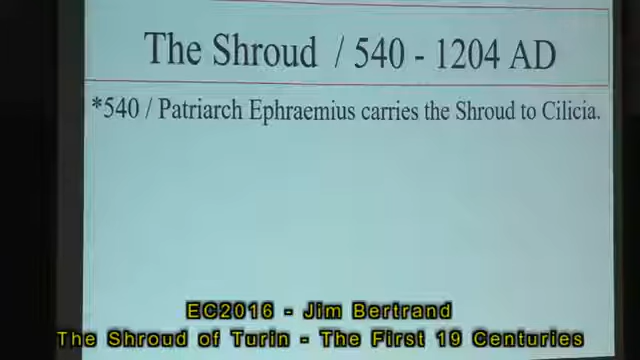 The Shroud / 540 - 1204 AD
*540 / Patriarch Ephraemius carries the Shroud to Cilicia.
EC2016 - Jim Bertrand
The Shroud of Turin - The First 19 Centuries